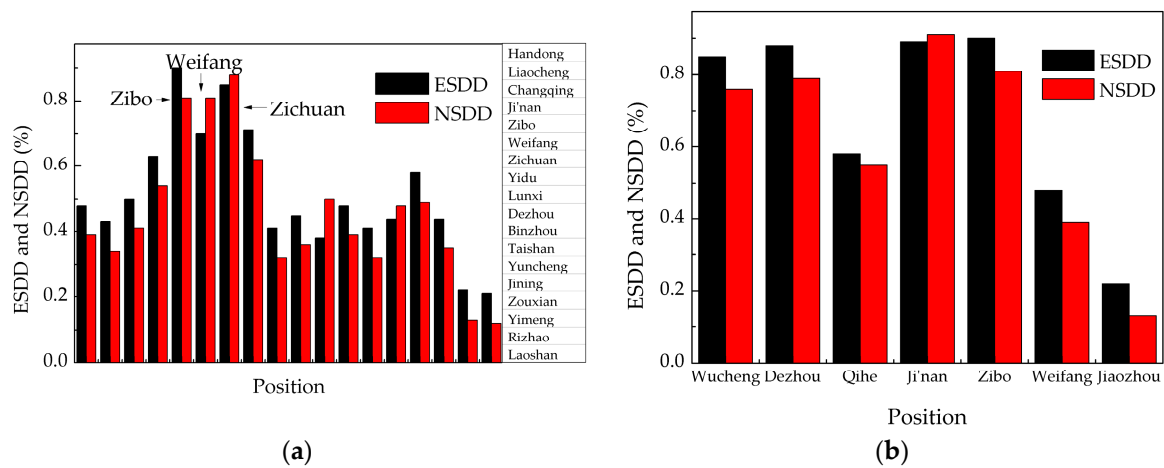 ESDD and NSDD (%)
0.8
0.6
0.4
0.2
0.0
Weifang
Zibo
Zichuan
ESDD
NSDD
Handong
Liaocheng
Changqing
Ji'nan
Zibo
Weifang
Zichuan
Yidu
Lunxi
Dezhou
Binzhou
Taishan
Yuncheng
Jining
Zouxian
Yimeng
Rizhao
Laoshan
Position
(a)
ESDD and NSDD (%)
0.8
0.6
0.4
0.2
0.0
ESDD
NSDD
Wucheng Dezhou Qihe Ji'nan Zibo Weifang Jiaozhou
Position
(b)